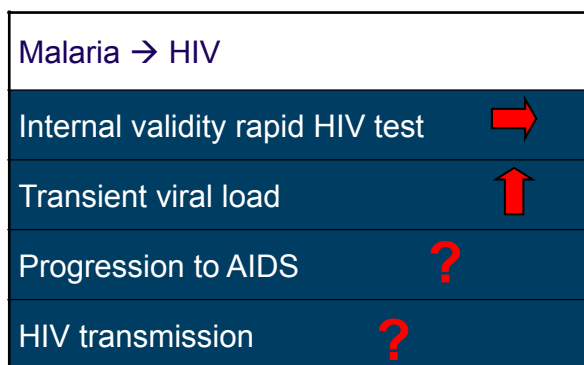 Malaria → HIV
Internal validity rapid HIV test
Transient viral load
Progression to AIDS ?
HIV transmission ?